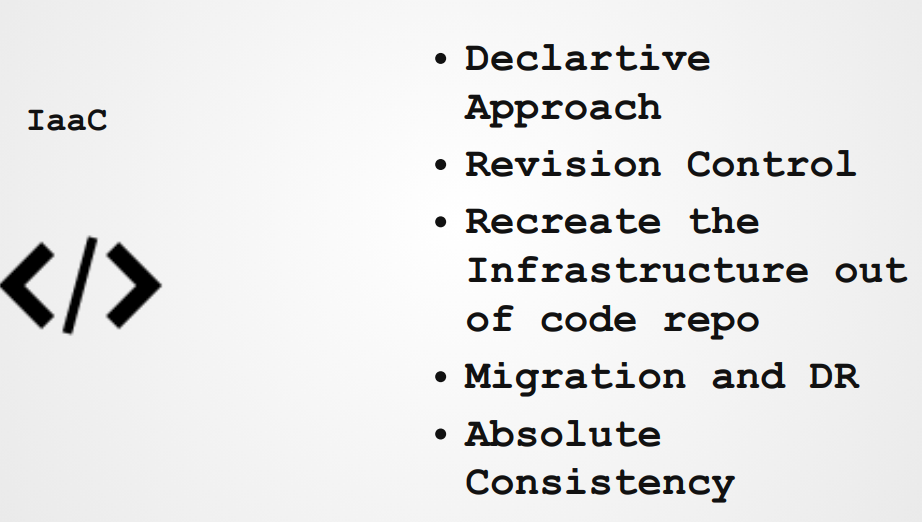 IaaC
• Declartive
Approach
• Revision Control
• Recreate the
Infrastructure out
of code repo
• Migration and DR
• Absolute
Consistency